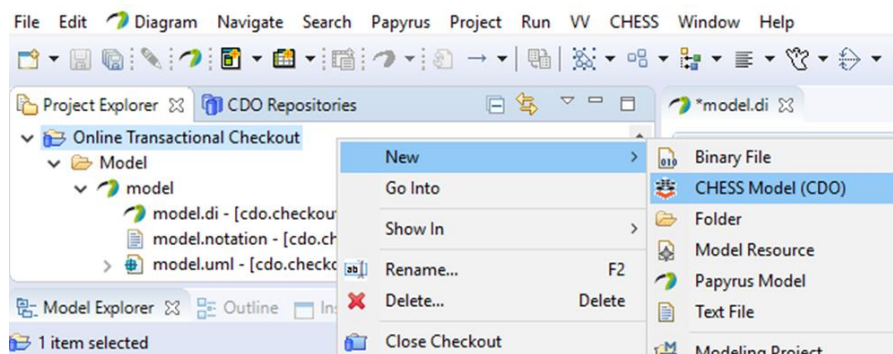 File Edit Diagram Navigate Search Papyrus Project Run VV CHESS Window Help
Project Explorer CDO Repositories *model.di
Online Transactional Checkout
Model
model
model.di - [cdo.checkou
model.notation - [cdo.ch
model.uml - [cdo.checkc
New
Go Into
Show In
Rename... F2
Delete... Delete
Close Checkout
Binary File
CHESS Model (CDO)
Folder
Model Resource
Papyrus Model
Text File
Modeling Project
Model Explorer Outline In
1 item selected